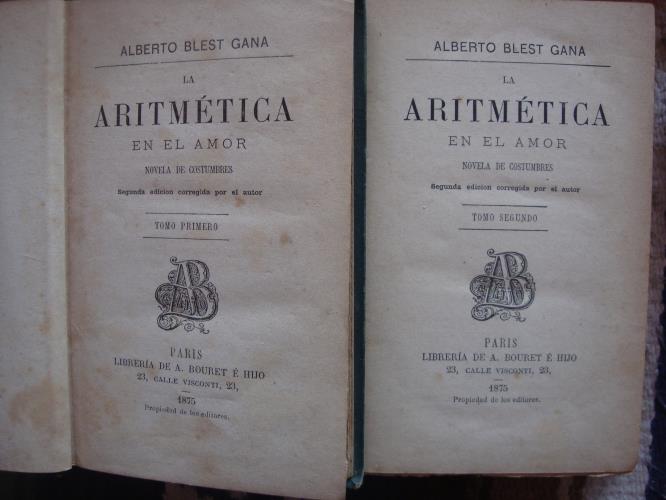 ALBERTO BLEST GANA
LA
ARITMÉTICA
EN EL AMOR
NOVELA DE COSTUMBRES
Segunda edicion corregida por el autor
TOMO PRIMERO
PARIS
LIBRERÍA DE A. BOURET É HIJO
23, CALLE VISCONTI, 23,
1875
Propiedad de los editores.
ALBERTO BLEST GANA
LA
ARITMÉTICA
EN EL AMOR
NOVELA DE COSTUMBRES
Segunda edicion corregida por el autor
TOMO SEGUNDO
PARIS
LIBRERÍA DE A. BOURET É HIJO
23, CALLE VISCONTI, 23,
1875
Propiedad de los editores.